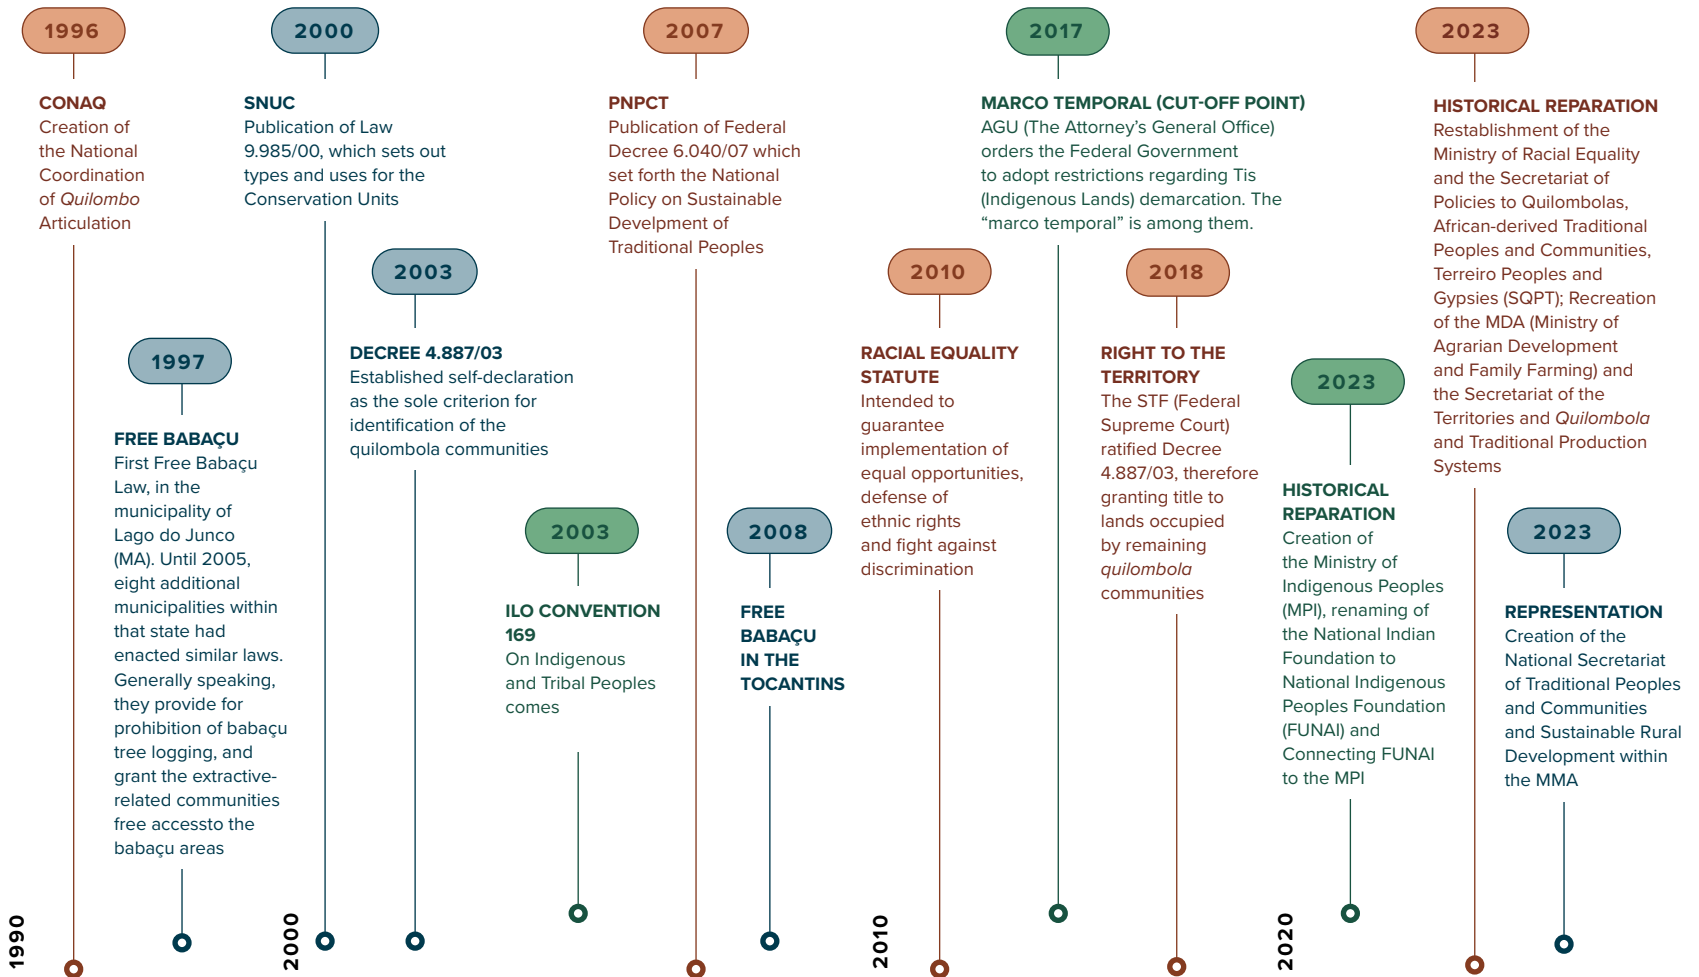 1996
CONAQ
Creation of
the National
Coordination
of Quilombo
Articulation
1997
FREE BABAÇU
First Free Babaçu
Law, in the
municipality of
Lago do Junco
(MA). Until 2005,
eight additional
municipalities within
that state had
enacted similar laws.
Generally speaking,
they provide for
prohibition of babaçu
tree logging, and
grant the extractive-
related communities
free accessto the
babaçu areas
2000
SNUC
Publication of Law
9.985/00, which sets out
types and uses for the
Conservation Units
2003
DECREE 4.887/03
Established self-declaration
as the sole criterion for
identification of the
quilombola communities
2003
ILO CONVENTION
169
On Indigenous
and Tribal Peoples
comes
2007
PNPCT
Publication of Federal
Decree 6.040/07 which
set forth the National
Policy on Sustainable
Develpment of
Traditional Peoples
2008
FREE
BABAÇU
IN THE
TOCANTINS
2010
RACIAL EQUALITY
STATUTE
Intended to
guarantee
implementation of
equal opportunities,
defense of
ethnic rights
and fight against
discrimination
2017
MARCO TEMPORAL (CUT-OFF POINT)
AGU (The Attorney’s General Office)
orders the Federal Government
to adopt restrictions regarding Tis
(Indigenous Lands) demarcation. The
“marco temporal” is among them.
2018
RIGHT TO THE
TERRITORY
The STF (Federal
Supreme Court)
ratified Decree
4.887/03, therefore
granting title to
lands occupied
by remaining
quilombola
communities
2023
HISTORICAL
REPARATION
Creation of
the Ministry of
Indigenous Peoples
(MPI), renaming of
the National Indian
Foundation to
National Indigenous
Peoples Foundation
(FUNAI) and
Connecting FUNAI
to the MPI
2023
HISTORICAL REPARATION
Restablishment of the
Ministry of Racial Equality
and the Secretariat of
Policies to Quilombolas,
African-derived Traditional
Peoples and Communities,
Terreiro Peoples and
Gypsies (SQPT); Recreation
of the MDA (Ministry of
Agrarian Development
and Family Farming) and
the Secretariat of the
Territories and Quilombola
and Traditional Production
Systems
2023
REPRESENTATION
Creation of the
National Secretariat
of Traditional Peoples
and Communities
and Sustainable Rural
Development within
the MMA
1990
2000
2010
2020